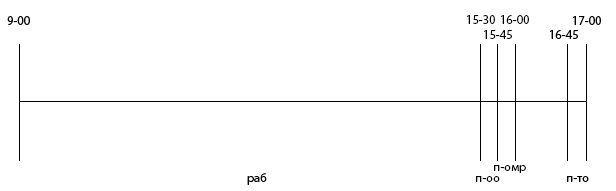 9-00 15-30 16-00 17-00
15-45 16-45
п-омр
раб п-оо п-то